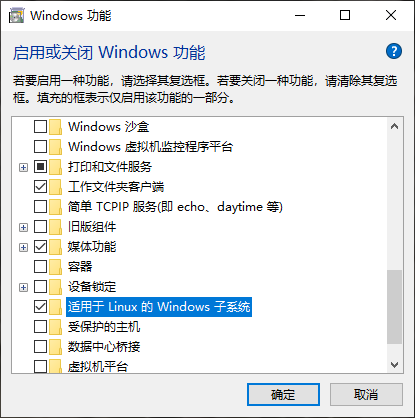 Windows 功能
启用或关闭 Windows 功能
?
若要启用一种功能，请选择其复选框。若要关闭一种功能，请清除其复选
框。填充的框表示仅启用该功能的一部分。
Windows 沙盒
Windows 虚拟机监控程序平台
打印和文件服务
工作文件夹客户端
简单 TCPIP 服务(即 echo、daytime 等)
旧版组件
媒体功能
容器
设备锁定
适用于 Linux 的 Windows 子系统
受保护的主机
数据中心桥接
虚拟机平台
确定
取消